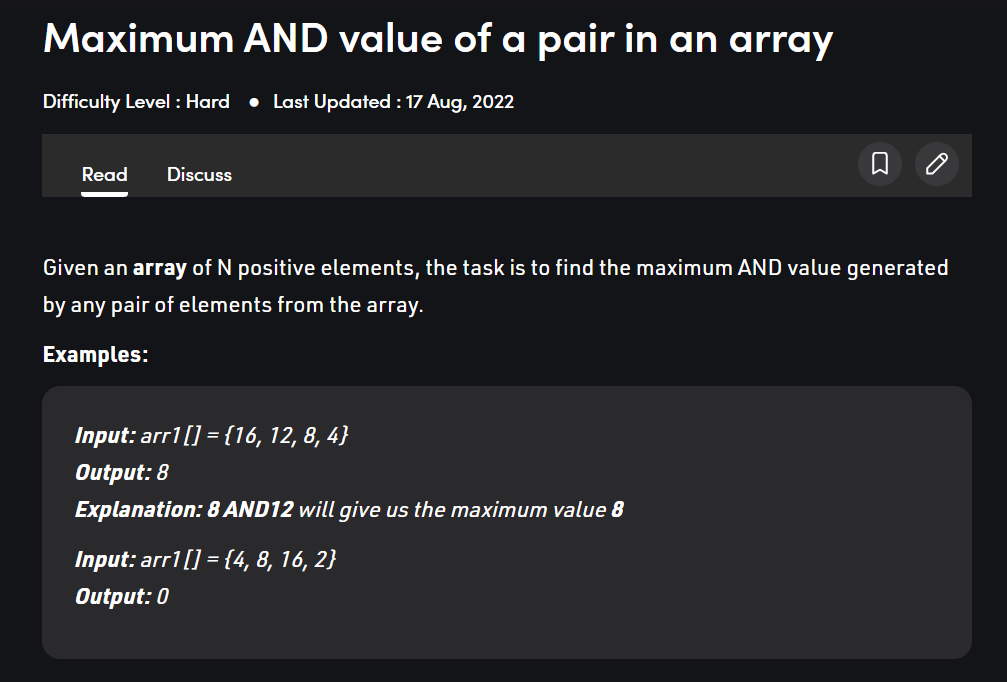 Maximum AND value of a pair in an array
Difficulty Level : Hard ● Last Updated : 17 Aug, 2022
Read Discuss
Given an array of N positive elements, the task is to find the maximum AND value generated
by any pair of elements from the array.
Examples:
Input: arr1[] = {16, 12, 8, 4}
Output: 8
Explanation: 8 AND12 will give us the maximum value 8
Input: arr1[] = {4, 8, 16, 2}
Output: 0